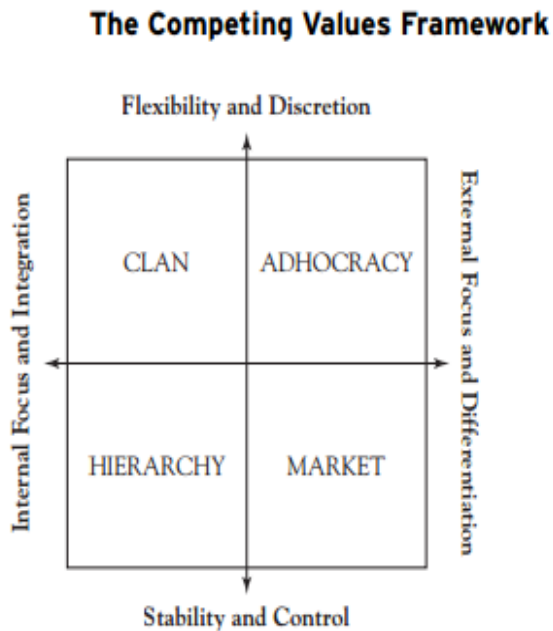 The Competing Values Framework
Flexibility and Discretion
Internal Focus and Integration
CLAN
ADHOCRACY
External Focus and Differentiation
HIERARCHY
MARKET
Stability and Control